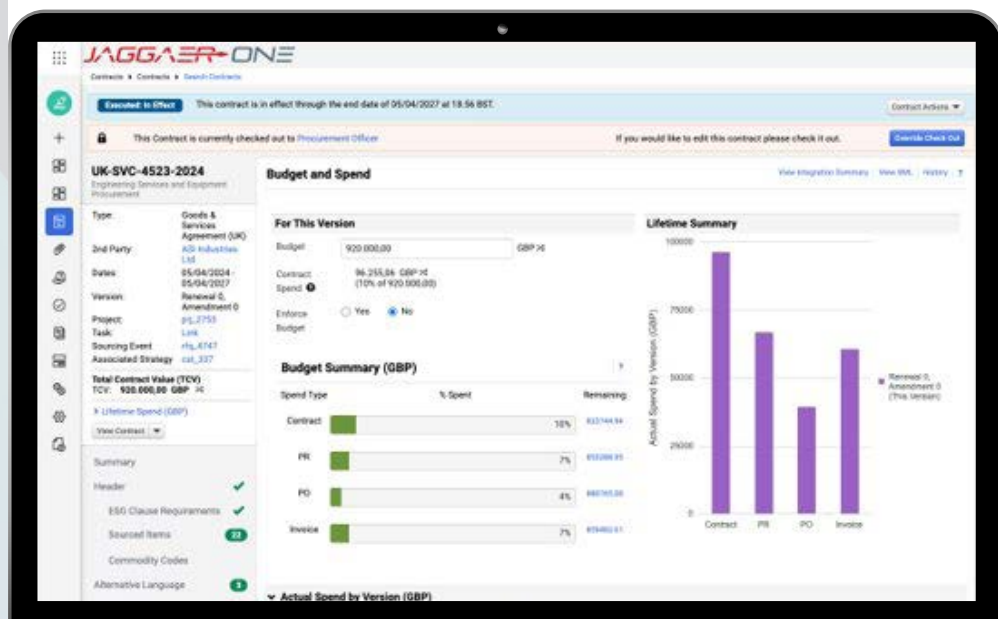 JAGGAER ONE
Contracts Contracts Search Contracts
Executed: In Effect This contract is in effect through the end date of 05/04/2027 at 18.56 BST. Contract Actions
This Contract is currently checked out to Procurement Officer If you would like to edit this contract please check it out. Override Check Out
UK-SVC-4523-2024
Engineering Services and Equipment
Procurement
Budget and Spend
View Integration Summary View XML History ?
Type: Goods &
Services
Agreement (UK)
2nd Party: ASI Industries
Ltd
Dates 05/04/2024 -
05/04/2027
Version: Renewal 0,
Amendment 0
Project: prj_2753
Task: Link
Sourcing Event
Associated Strategy cat_337
Total Contract Value (TCV)
TCV: 920.000,00 GBP
Lifetime Spend (GBP)
View Contract
Summary
Header
ESG Clause Requirements
Sourced Items 22
Commodity Codes
Alternative Language 3
For This Version
Budget 920.000,00 GBP
Contract 96.255,06 GBP
Spend (10% of 920.000,00)
Enforce Yes No
Budget
Budget Summary (GBP) ?
Spend Type % Spent Remaining
Contract 10%
PR 7%
PO 4%
Invoice 7%
Actual Spend by Version (GBP)
Lifetime Summary
100000
75000
50000
25000
0
Actual Spend by Version (GBP)
Contract PR PO Invoice
Renewal 0,
Amendment 0
(This Version)